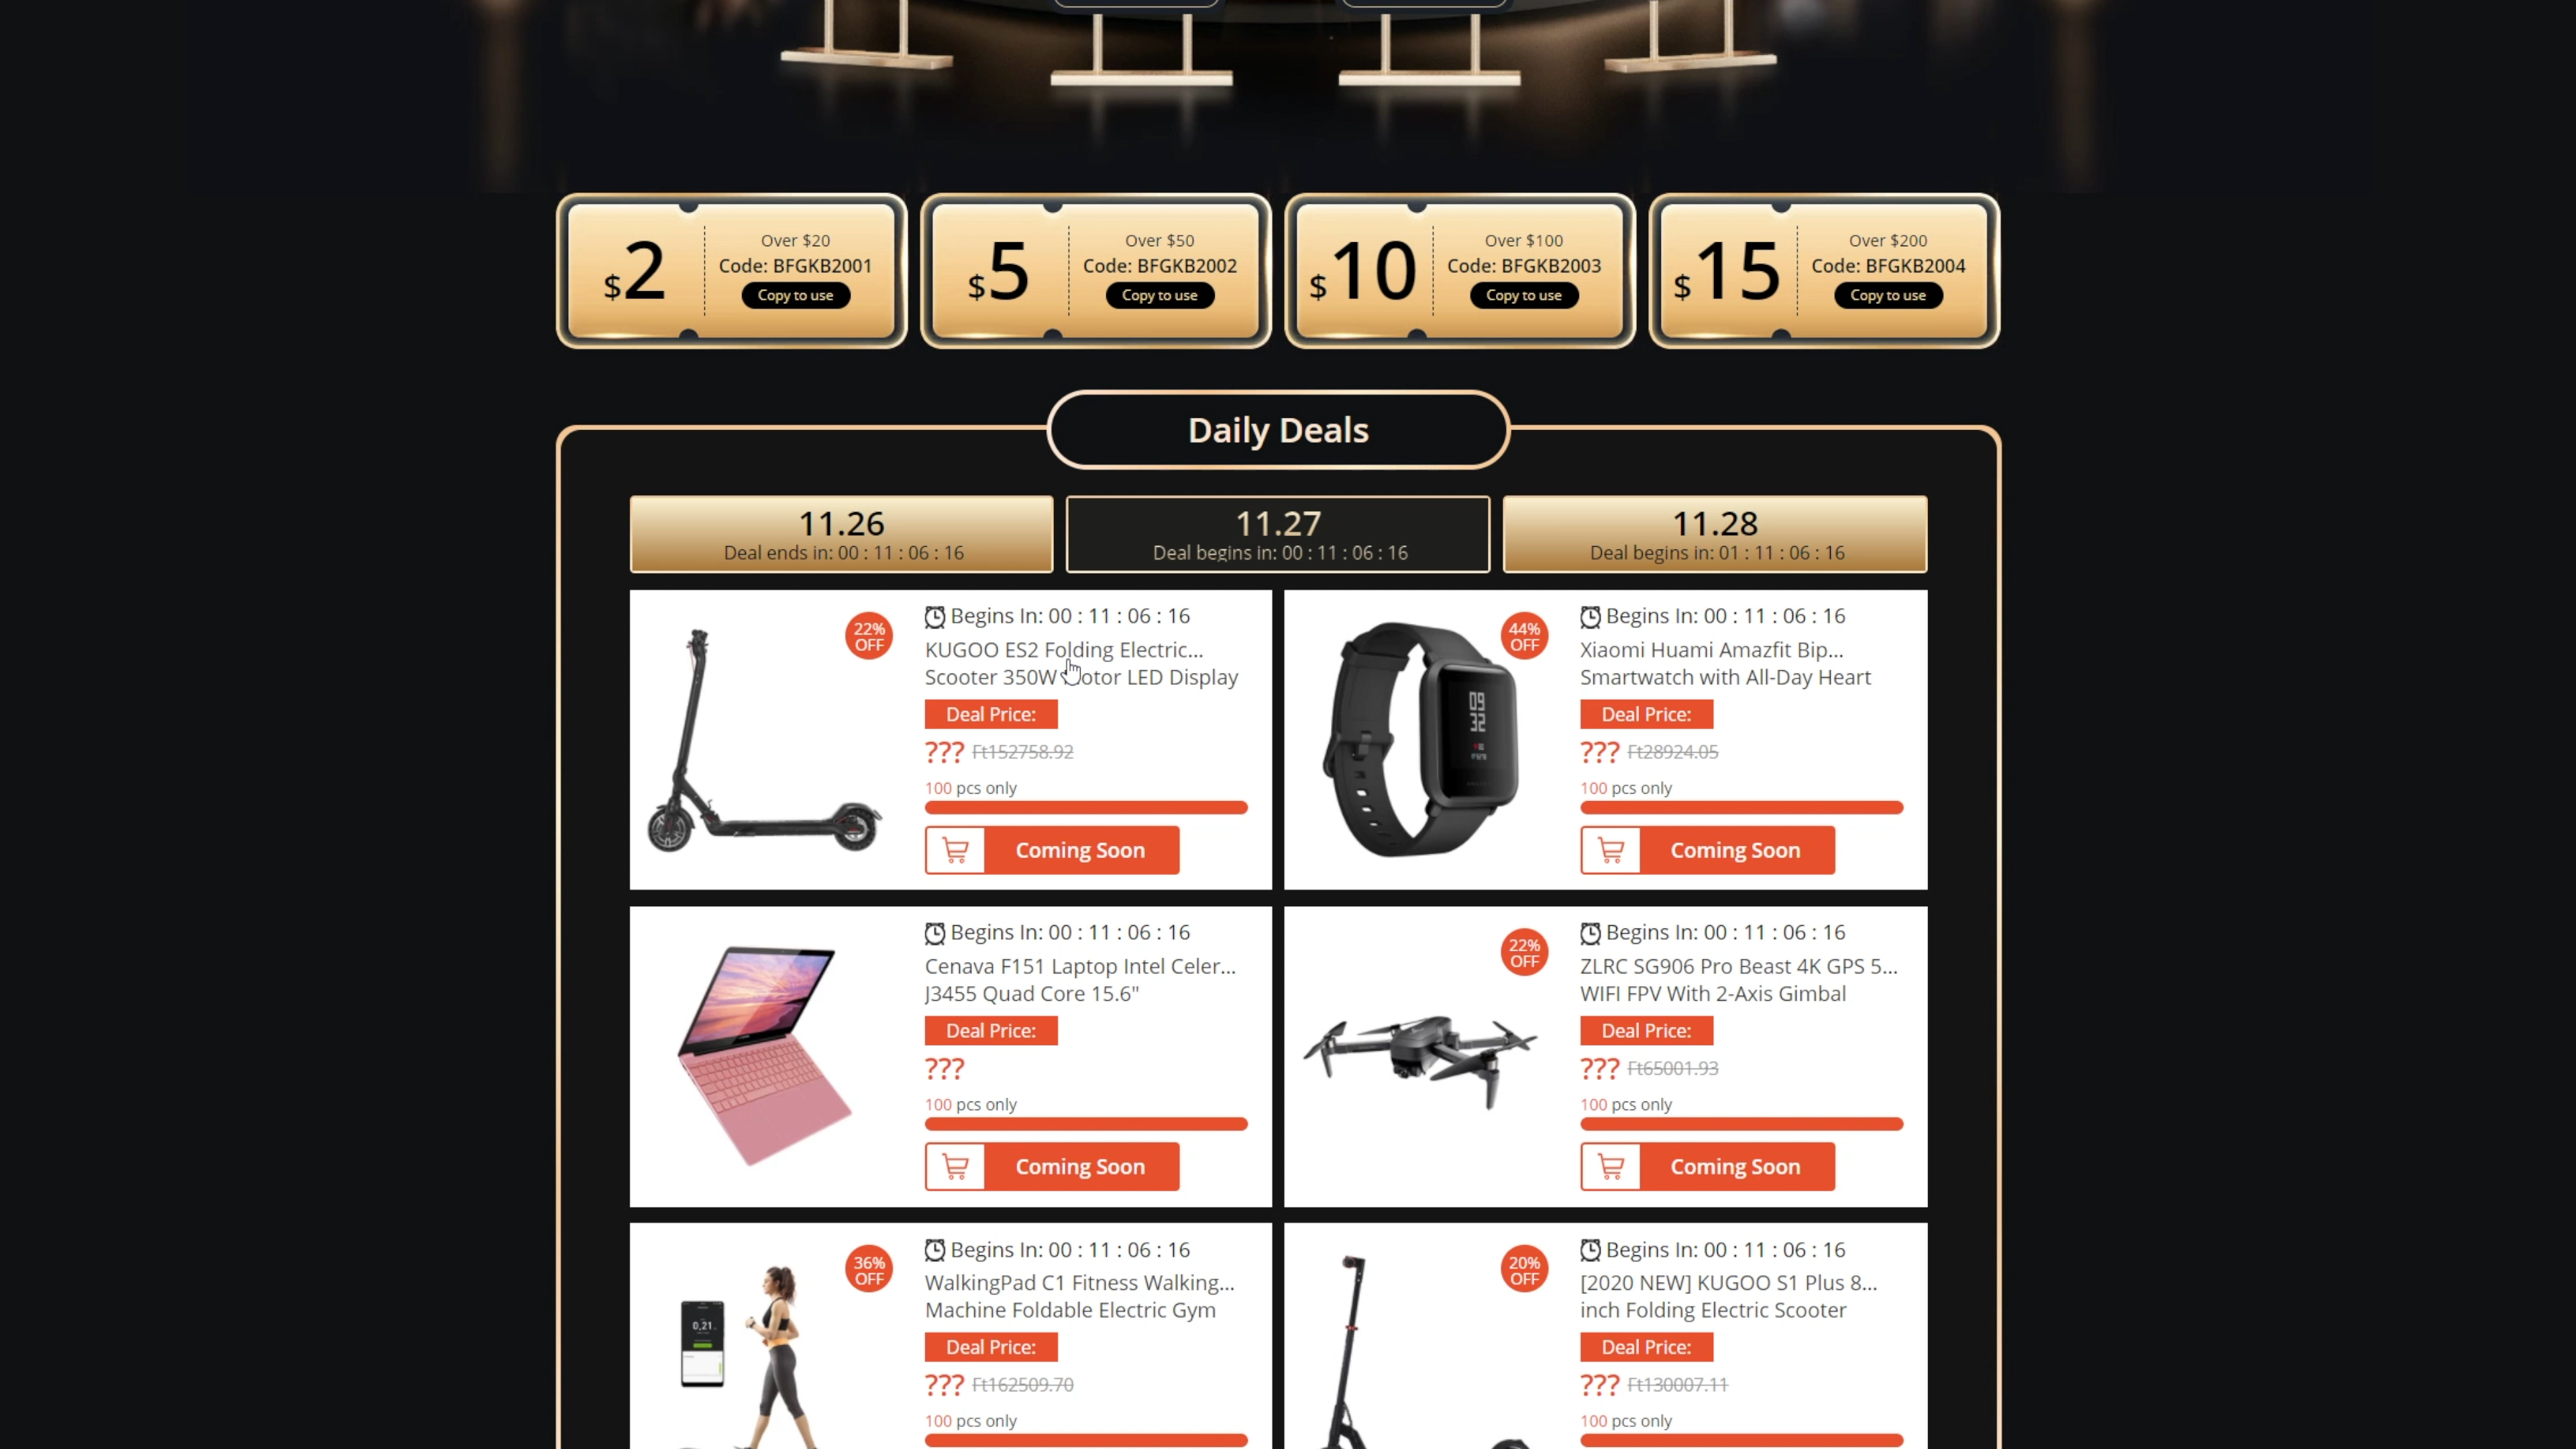 $2
Over $20
Code: BFGKB2001
Copy to use
$5
Over $50
Code: BFGKB2002
Copy to use
$10
Over $100
Code: BFGKB2003
Copy to use
$15
Over $200
Code: BFGKB2004
Copy to use
Daily Deals
11.26
Deal ends in: 00 : 11 : 06 : 16
11.27
Deal begins in: 00 : 11 : 06 : 16
11.28
Deal begins in: 01 : 11 : 06 : 16
22%
OFF
Begins In: 00 : 11 : 06 : 16
KUGOO ES2 Folding Electric...
Scooter 350W Motor LED Display
Deal Price:
??? Ft152758.92
100 pcs only
Coming Soon
09
32
44%
OFF
Begins In: 00 : 11 : 06 : 16
Xiaomi Huami Amazfit Bip...
Smartwatch with All-Day Heart
Deal Price:
??? Ft28924.05
100 pcs only
Coming Soon
Begins In: 00 : 11 : 06 : 16
Cenava F151 Laptop Intel Celer...
J3455 Quad Core 15.6"
Deal Price:
???
100 pcs only
Coming Soon
22%
OFF
Begins In: 00 : 11 : 06 : 16
ZLRC SG906 Pro Beast 4K GPS 5...
WIFI FPV With 2-Axis Gimbal
Deal Price:
??? Ft65001.93
100 pcs only
Coming Soon
0,21
36%
OFF
Begins In: 00 : 11 : 06 : 16
WalkingPad C1 Fitness Walking...
Machine Foldable Electric Gym
Deal Price:
??? Ft162509.70
100 pcs only
20%
OFF
Begins In: 00 : 11 : 06 : 16
[2020 NEW] KUGOO S1 Plus 8...
inch Folding Electric Scooter
Deal Price:
??? Ft130007.11
100 pcs only